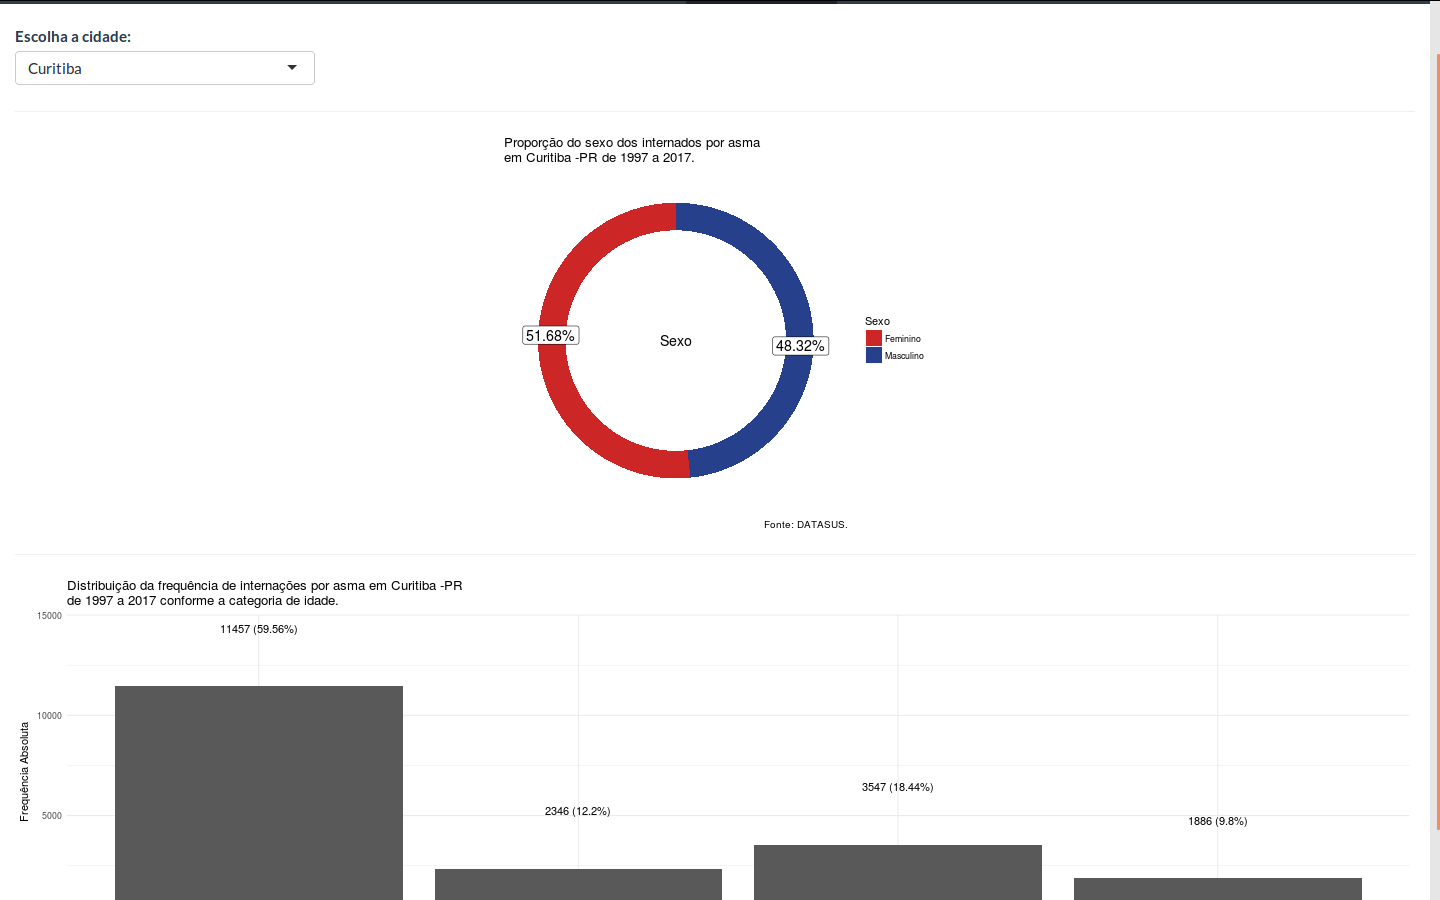 Escolha a cidade:
Curitiba
Proporção do sexo dos internados por asma
em Curitiba -PR de 1997 a 2017.
51.68%
Sexo
48.32%
Sexo
Feminino
Masculino
Fonte: DATASUS.
Distribuição da frequência de internações por asma em Curitiba -PR
de 1997 a 2017 conforme a categoria de idade.
15000
11457 (59.56%)
10000
Frequência Absoluta
3547 (18.44%)
2346 (12.2%)
5000
1886 (9.8%)